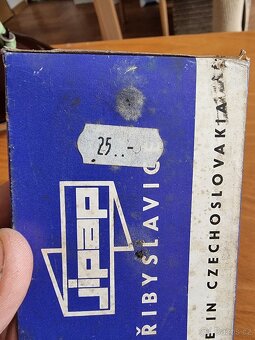 25.-
jipap
ŘIBYSLAVIC
E IN CZECHOSLOVAKIA